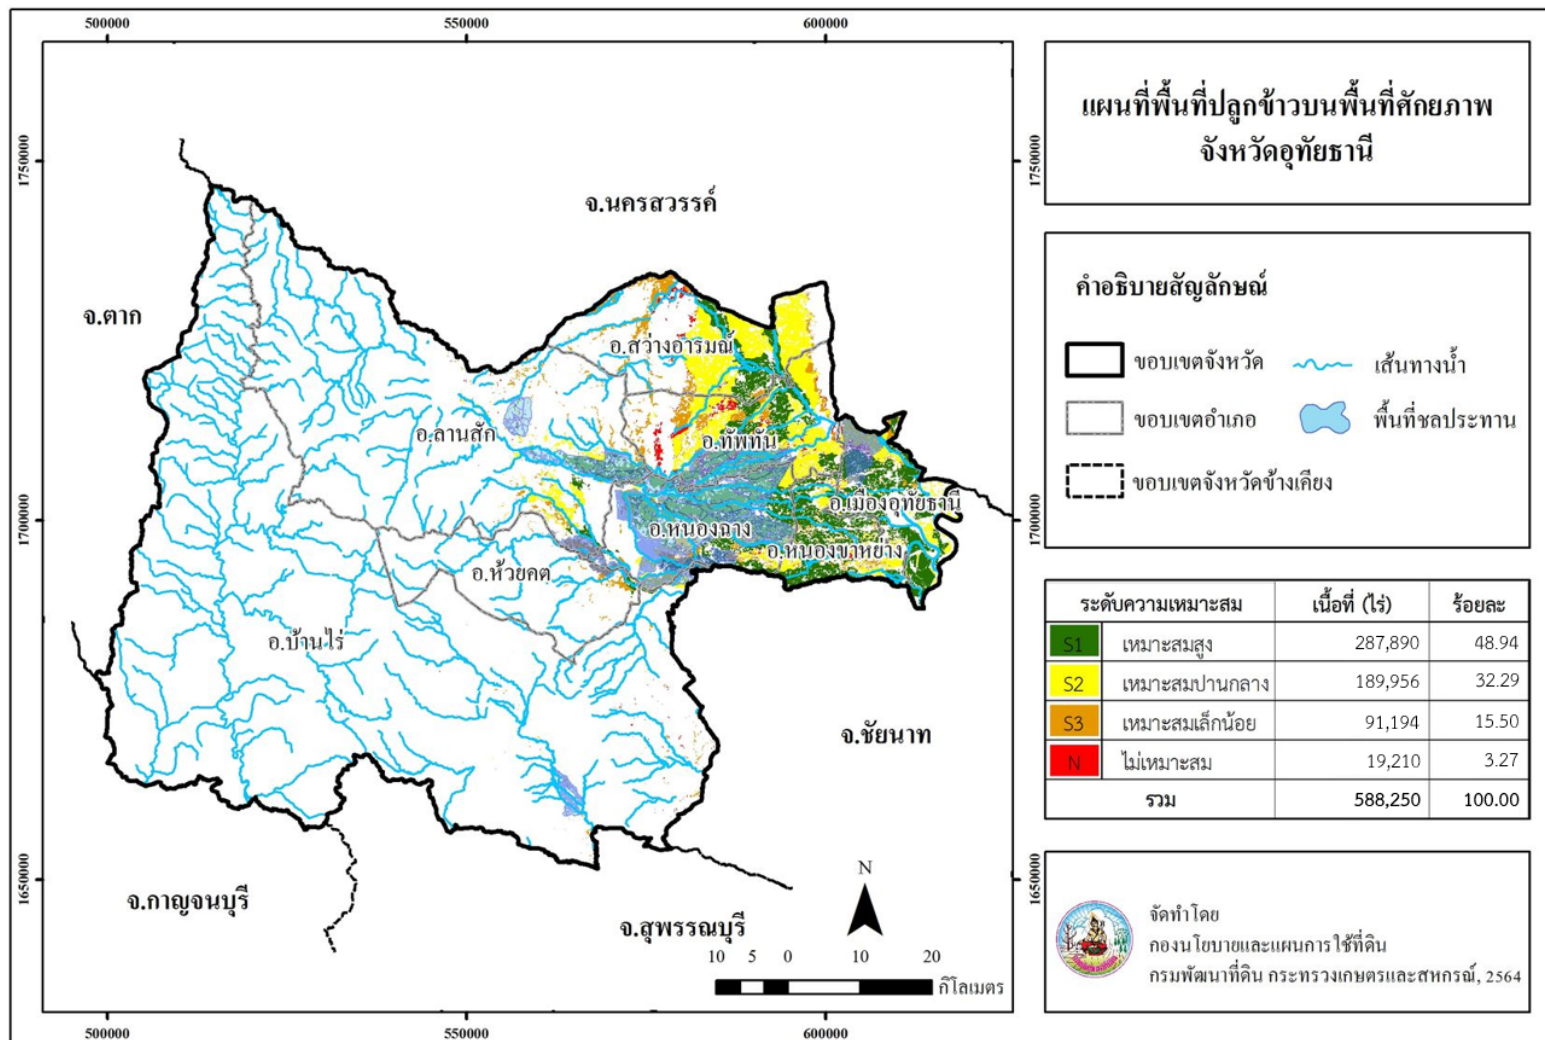 500000
550000
600000
1750000
1750000
1700000
1700000
1650000
1650000
500000
550000
600000
จ.นครสวรรค์
จ.ตาก
อ.สว่างอารมณ์
อ.ลานสัก
อ.ทัพทัน
อ.เมืองอุทัยธานี
อ.หนองฉาง
อ.หนองขาหย่าง
อ.ห้วยคต
อ.บ้านไร่
จ.ชัยนาท
จ.กาญจนบุรี
จ.สุพรรณบุรี
N
10 5 0 10 20
กิโลเมตร
แผนที่พื้นที่ปลูกข้าวบนพื้นที่ศักยภาพ
จังหวัดอุทัยธานี
คำอธิบายสัญลักษณ์
ขอบเขตจังหวัด เส้นทางน้ำ
ขอบเขตอำเภอ พื้นที่ชลประทาน
ขอบเขตจังหวัดข้างเคียง
ระดับความเหมาะสม เนื้อที่ (ไร่) ร้อยละ
S1 เหมาะสมสูง 287,890 48.94
S2 เหมาะสมปานกลาง 189,956 32.29
S3 เหมาะสมเล็กน้อย 91,194 15.50
N ไม่เหมาะสม 19,210 3.27
รวม 588,250 100.00
จัดทำโดย
กองนโยบายและแผนการใช้ที่ดิน
กรมพัฒนาที่ดิน กระทรวงเกษตรและสหกรณ์, 2564